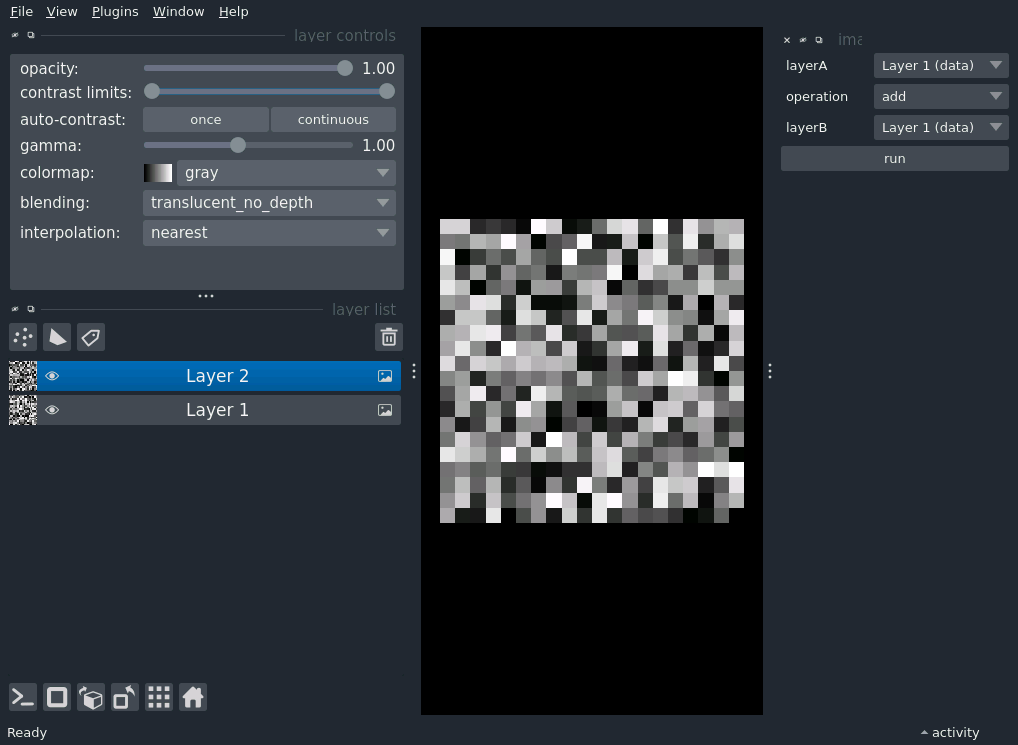 File View Plugins Window Help
layer controls
opacity: 1.00
contrast limits:
auto-contrast: once continuous
gamma: 1.00
colormap: gray
blending: translucent_no_depth
interpolation: nearest
layer list
Layer 2
Layer 1
ima
layerA Layer 1 (data)
operation add
layerB Layer 1 (data)
run
Ready
activity